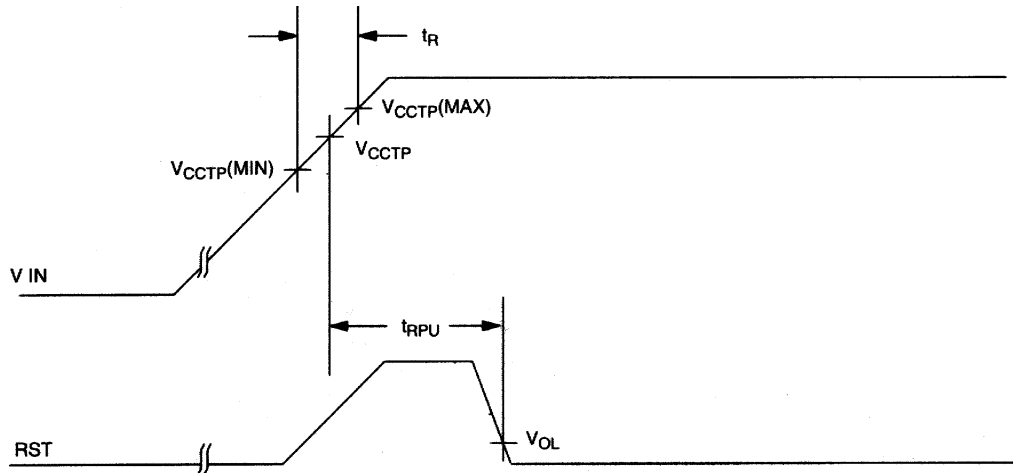 tR
VCCTP(MAX)
VCCTP
VCCTP(MIN)
V IN
tRPU
RST
VOL